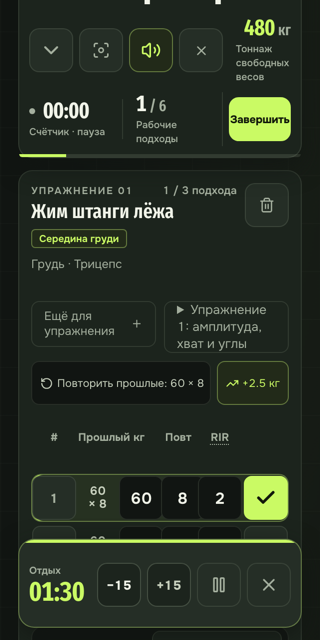 480 кг
Тоннаж
свободных
весов
00:00
Счётчик · пауза
1 / 6
Рабочие
подходы
Завершить
УПРАЖНЕНИЕ 01
1 / 3 подхода
Жим штанги лёжа
Середина груди
Грудь · Трицепс
Ещё для
упражнения +
▶ Упражнение
1: амплитуда,
хват и углы
Повторить прошлые: 60 × 8
+2.5 кг
# Прошлый кг Повт RIR
1
60
× 8
60 8 2
Отдых
01:30
−15 +15